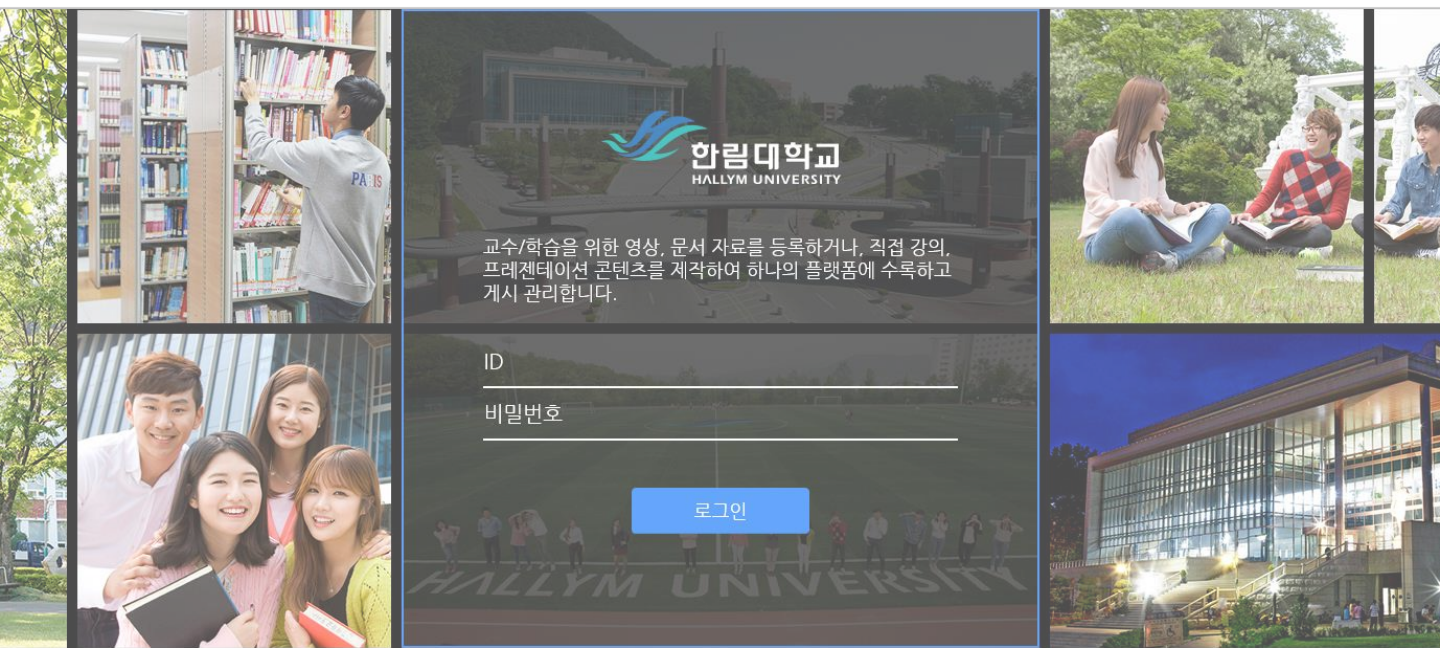 PARIS
한림대학교
HALLYM UNIVERSITY
교수/학습을 위한 영상, 문서 자료를 등록하거나, 직접 강의,
프레젠테이션 콘텐츠를 제작하여 하나의 플랫폼에 수록하고
게시 관리합니다.
ID
비밀번호
로그인
HALLYM UNIVERSITY